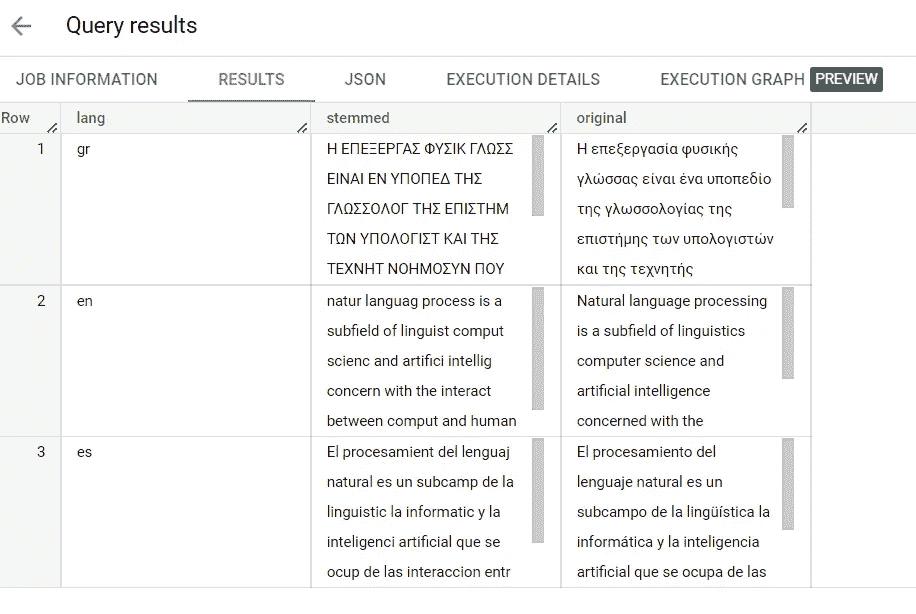 Query results
JOB INFORMATION RESULTS JSON EXECUTION DETAILS EXECUTION GRAPH PREVIEW
Row lang stemmed original
1 gr
Η ΕΠΕΞΕΡΓΑΣ ΦΥΣΙΚ ΓΛΩΣΣ
ΕΙΝΑΙ ΕΝ ΥΠΟΠΕΔ ΤΗΣ
ΓΛΩΣΣΟΛΟΓ ΤΗΣ ΕΠΙΣΤΗΜ
ΤΩΝ ΥΠΟΛΟΓΙΣΤ ΚΑΙ ΤΗΣ
ΤΕΧΝΗΤ ΝΟΗΜΟΣΥΝ ΠΟΥ
Η επεξεργασία φυσικής
γλώσσας είναι ένα υποπεδίο
της γλωσσολογίας της
επιστήμης των υπολογιστών
και της τεχνητής
2 en
natur languag process is a
subfield of linguist comput
scienc and artifici intellig
concern with the interact
between comput and human
Natural language processing
is a subfield of linguistics
computer science and
artificial intelligence
concerned with the
3 es
El procesamient del lenguaj
natural es un subcamp de la
linguistic la informatic y la
inteligenci artificial que se
ocup de las interaccion entr
El procesamiento del
lenguaje natural es un
subcampo de la lingüística la
informática y la inteligencia
artificial que se ocupa de las